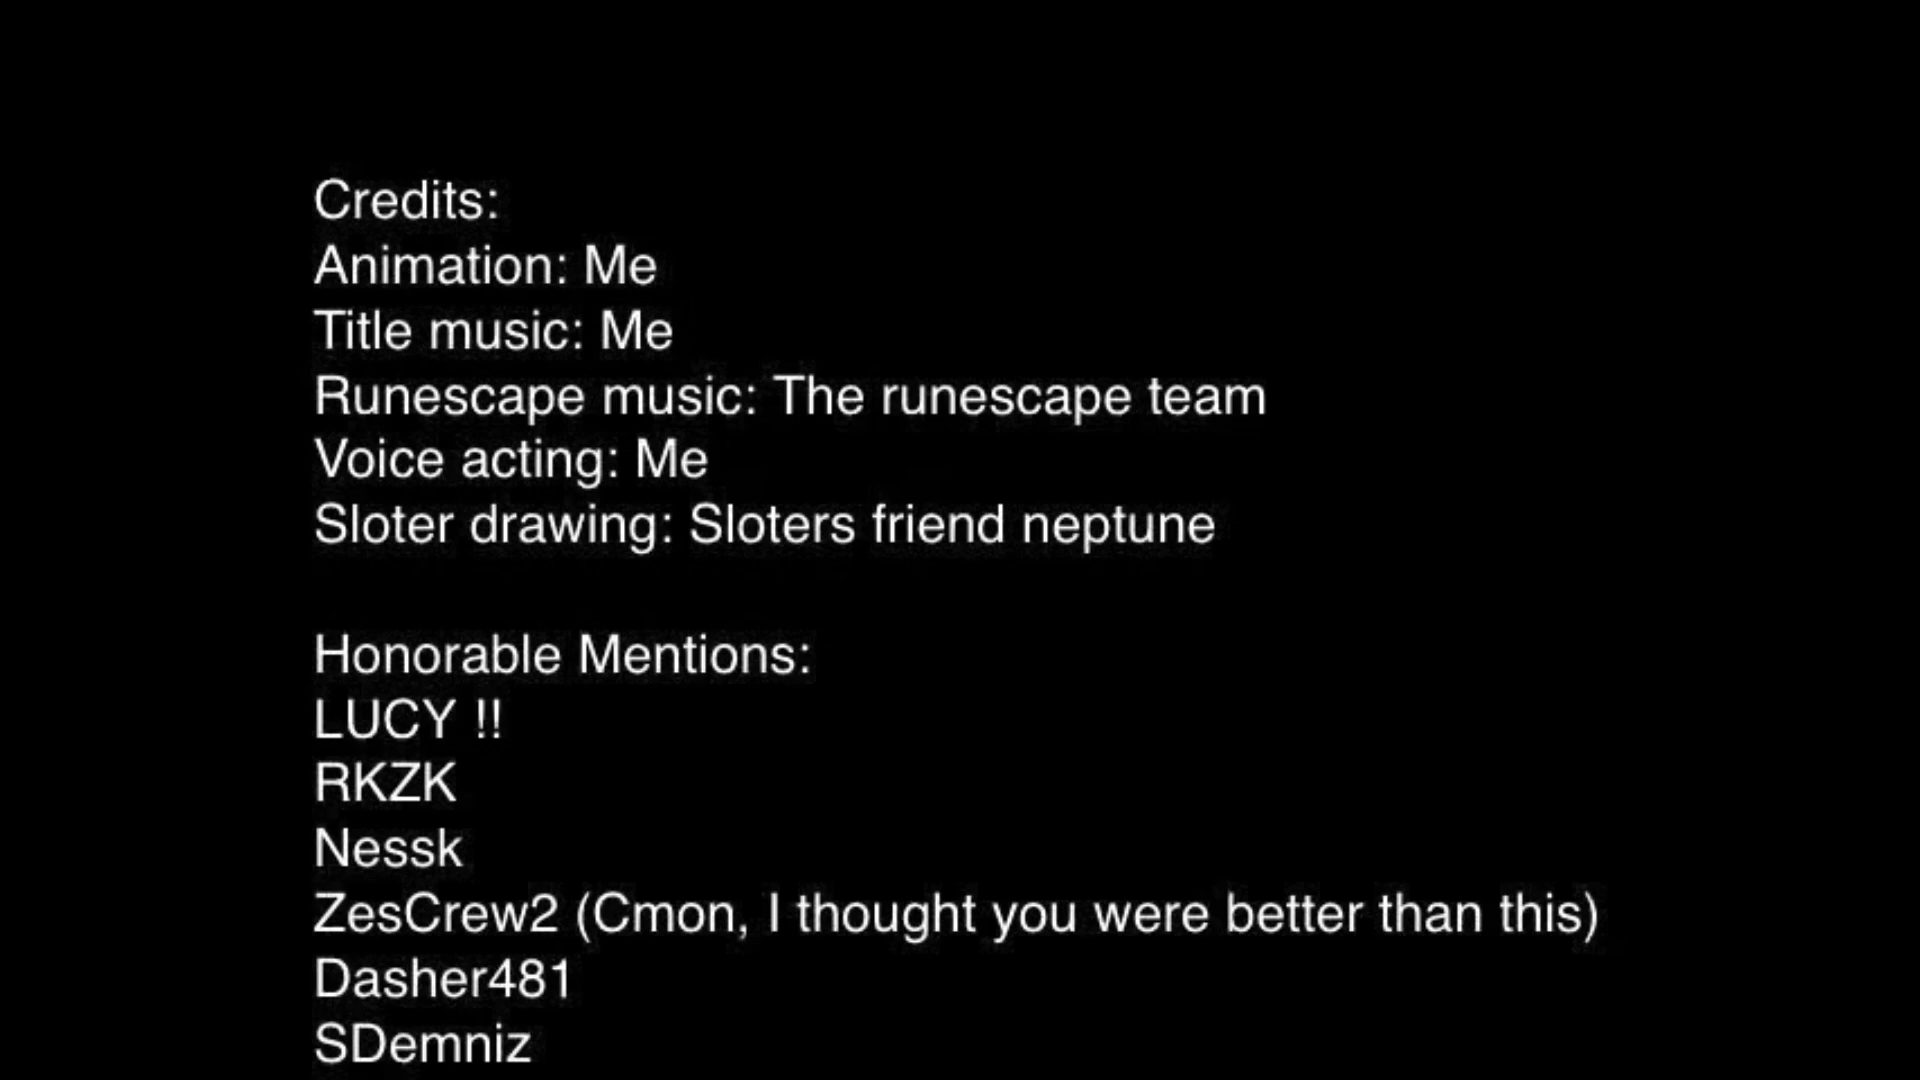 Credits:
Animation: Me
Title music: Me
Runescape music: The runescape team
Voice acting: Me
Sloter drawing: Sloters friend neptune
Honorable Mentions:
LUCY !!
RKZK
Nessk
ZesCrew2 (Cmon, I thought you were better than this)
Dasher481
SDemniz